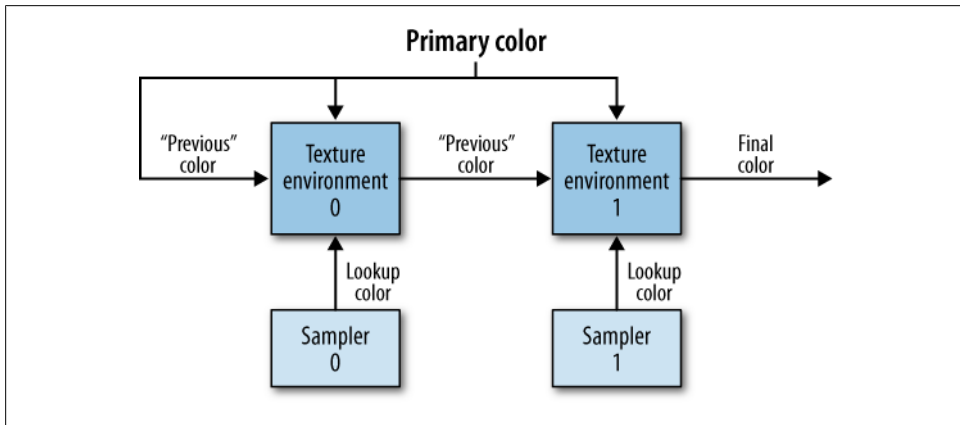 Primary color
“Previous”
color
Texture
environment
0
“Previous”
color
Texture
environment
1
Final
color
Lookup
color
Lookup
color
Sampler
0
Sampler
1